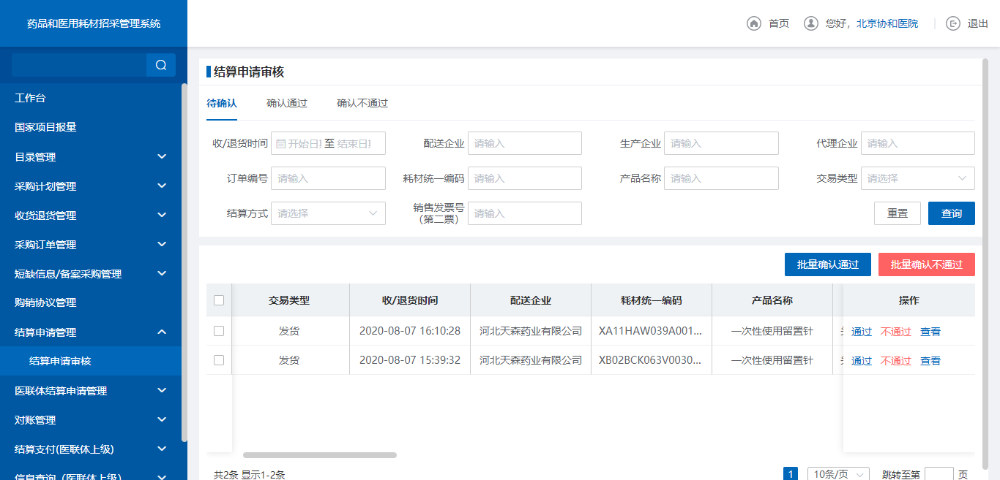 药品和医用耗材招采管理系统
首页 您好，北京协和医院 退出
工作台
国家项目报量
目录管理
采购计划管理
收货退货管理
采购订单管理
短缺信息/备案采购管理
购销协议管理
结算申请管理
结算申请审核
医联体结算申请管理
对账管理
结算支付(医联体上级)
信息查询（医联体上级）
结算申请审核
待确认 确认通过 确认不通过
收/退货时间 开始日 至 结束日 配送企业 请输入 生产企业 请输入 代理企业 请输入
订单编号 请输入 耗材统一编码 请输入 产品名称 请输入 交易类型 请选择
结算方式 请选择 销售发票号 请输入 重置 查询
（第二票）
批量确认通过 批量确认不通过
交易类型 收/退货时间 配送企业 耗材统一编码 产品名称 操作
发货 2020-08-07 16:10:28 河北天森药业有限公司 XA11HAW039A001... 一次性使用留置针 通过 不通过 查看
发货 2020-08-07 15:39:32 河北天森药业有限公司 XB02BCK063V0030... 一次性使用留置针 通过 不通过 查看
共2条 显示1-2条 1 10条/页 跳转至第 页